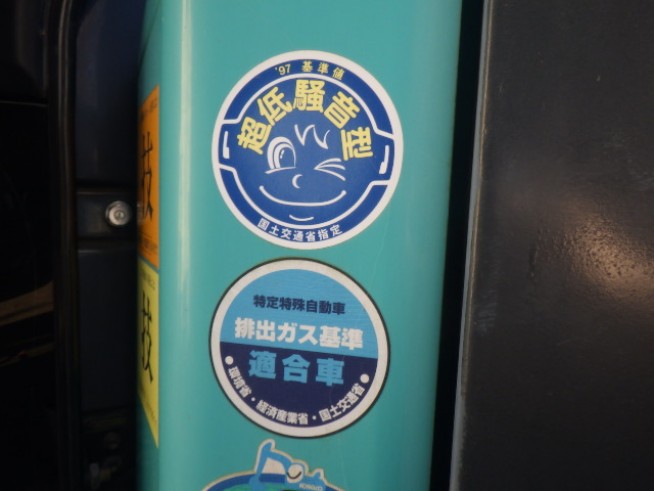 '97 基準値
超低騒音型
国土交通省指定
特定特殊自動車
排出ガス基準
適合車
•環境省・経済産業省・国土交通省•
技
技